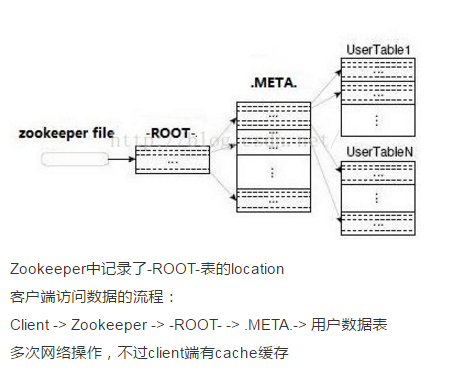 UserTable1
.META.
zookeeper file
-ROOT-
UserTableN
Zookeeper中记录了-ROOT-表的location
客户端访问数据的流程：
Client -> Zookeeper -> -ROOT- -> .META.-> 用户数据表
多次网络操作，不过client端有cache缓存